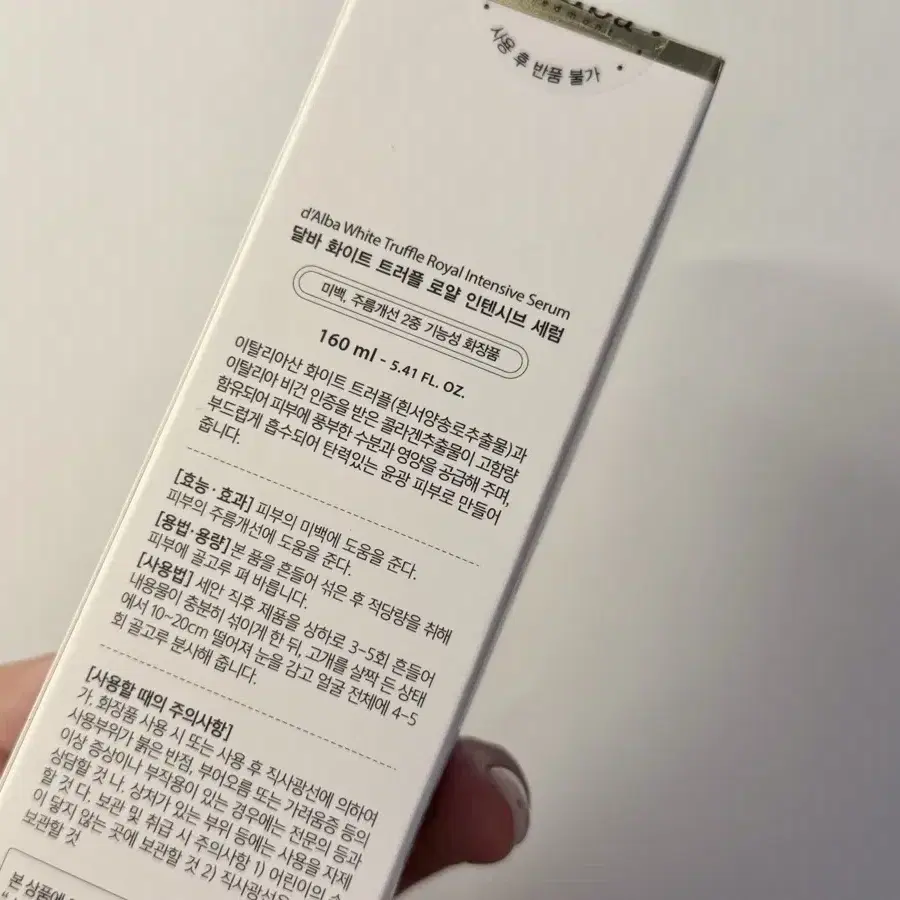 사용 후 반품 불가
d'Alba White Truffle Royal Intensive Serum
달바 화이트 트러플 로얄 인텐시브 세럼
미백, 주름개선 2중 기능성 화장품
160 ml - 5.41 FL. OZ.
이탈리아산 화이트 트러플(흰서양송로추출물)과
이탈리아 비건 인증을 받은 콜라겐추출물이 고함량
함유되어 피부에 풍부한 수분과 영양을 공급해 주며,
부드럽게 흡수되어 탄력있는 윤광 피부로 만들어
줍니다.
[효능·효과] 피부의 미백에 도움을 준다.
피부의 주름개선에 도움을 준다.
[용법·용량] 본 품을 흔들어 섞은 후 적당량을 취해
피부에 골고루 펴 바릅니다.
[사용법] 세안 직후 제품을 상하로 3~5회 흔들어
내용물이 충분히 섞이게 한 뒤, 고개를 살짝 든 상태
에서 10~20cm 떨어져 눈을 감고 얼굴 전체에 4~5
회 골고루 분사해 줍니다.
[사용할 때의 주의사항]
가. 화장품 사용 시 또는 사용 후 직사광선에 의하여
사용부위가 붉은 반점, 부어오름 또는 가려움증 등의
이상 증상이나 부작용이 있는 경우에는 전문의 등과
상담할 것 나. 상처가 있는 부위 등에는 사용을 자제
할 것 다. 보관 및 취급 시 주의사항 1) 어린이의 손
이 닿지 않는 곳에 보관할 것 2) 직사광선을
보관할 것
본 상품에